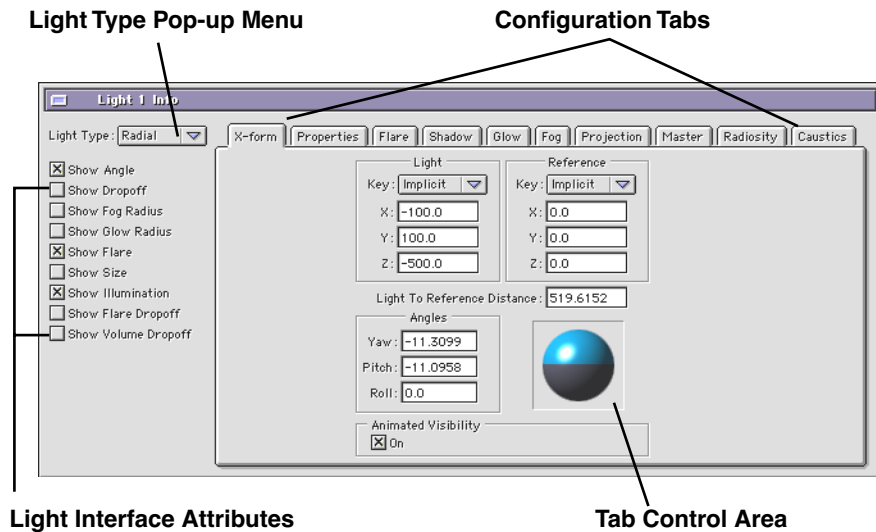 Light Type Pop-up Menu
Configuration Tabs
Light 1 Info
Light Type: Radial
X-form Properties Flare Shadow Glow Fog Projection Master Radiosity Caustics
Show Angle
Show Dropoff
Show Fog Radius
Show Glow Radius
Show Flare
Show Size
Show Illumination
Show Flare Dropoff
Show Volume Dropoff
Light
Key: Implicit
X: -100.0
Y: 100.0
Z: -500.0
Reference
Key: Implicit
X: 0.0
Y: 0.0
Z: 0.0
Light To Reference Distance: 519.6152
Angles
Yaw: -11.3099
Pitch: -11.0958
Roll: 0.0
Animated Visibility
On
Light Interface Attributes
Tab Control Area